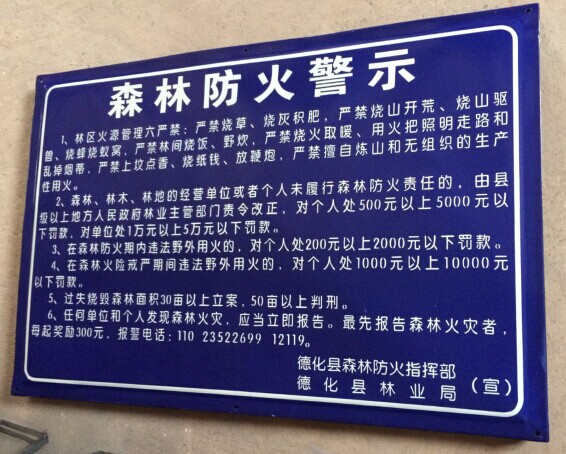 森林防火警示
1、林区火源管理六严禁：严禁烧草、烧灰积肥，严禁烧山开荒、烧山驱
兽、烧蜂烧蚁窝，严禁林间烧饭、野炊，严禁烧火取暖、用火把照明走路和
乱掉烟蒂，严禁上坟点香、烧纸钱、放鞭炮，严禁擅自炼山和无组织的生产
性用火。
2、森林、林木、林地的经营单位或者个人未履行森林防火责任的，由县
级以上地方人民政府林业主管部门责令改正，对个人处500元以上5000元以
下罚款，对单位处1万元以上5万元以下罚款。
3、在森林防火期内违法野外用火的，对个人处200元以上2000元以下罚款。
4、在森林火险戒严期间违法野外用火的，对个人处1000元以上10000元
以下罚款。
5、过失烧毁森林面积30亩以上立案，50亩以上判刑。
6、任何单位和个人发现森林火灾，应当立即报告。最先报告森林火灾者，
每起奖励300元，报警电话：110 23522699 12119。
德化县森林防火指挥部
德化县林业局（宣）